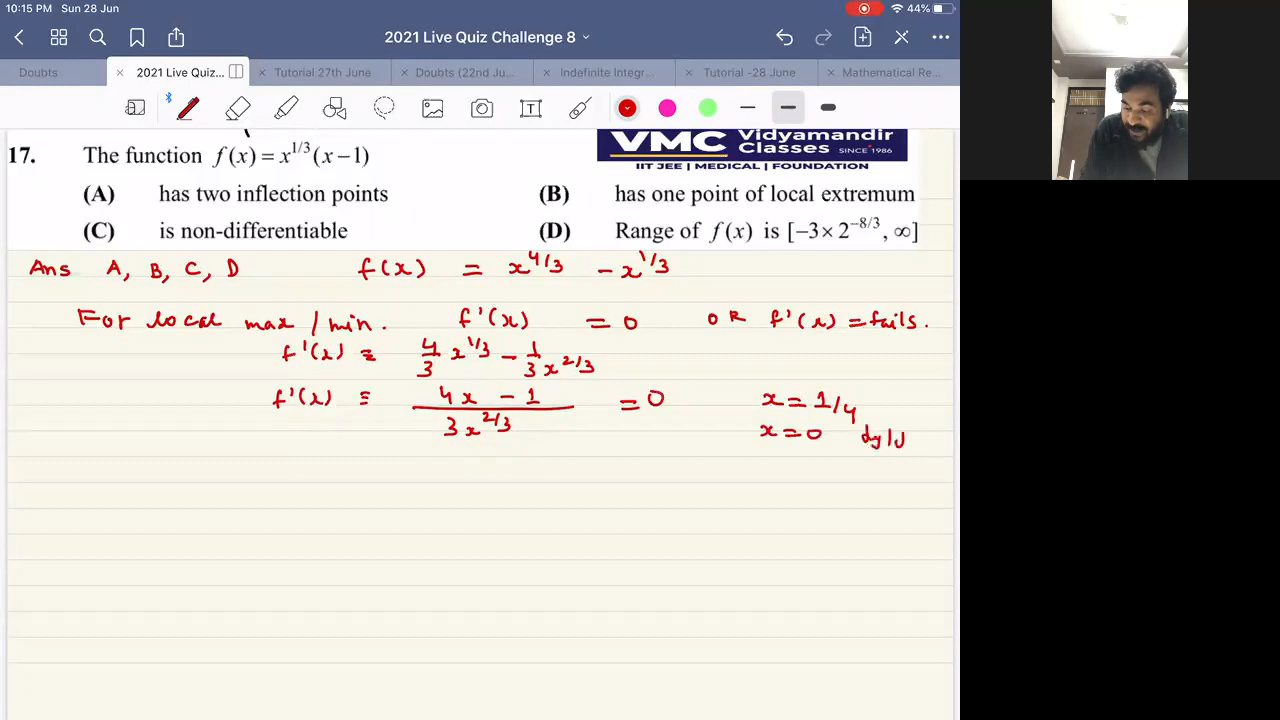 10:15 PM Sun 28 Jun 44%
2021 Live Quiz Challenge 8
Doubts 2021 Live Quiz... Tutorial 27th June Doubts (22nd Ju... Indefinite Integr... Tutorial -28 June Mathematical Re...
VMC Vidyamandir Classes SINCE 1986
IIT JEE | MEDICAL | FOUNDATION
17. The function f(x) = x^{1/3}(x−1)
(A) has two inflection points (B) has one point of local extremum
(C) is non-differentiable (D) Range of f(x) is [−3×2^{−8/3}, ∞]
Ans A, B, C, D f(x) = x^{4/3} − x^{1/3}
For local max/min. f'(x) = 0 OR f'(x) = fails.
f'(x) = 4/3 x^{1/3} − 1/3x^{2/3}
f'(x) = (4x − 1)/3x^{2/3} = 0 x = 1/4
x = 0 dy/d